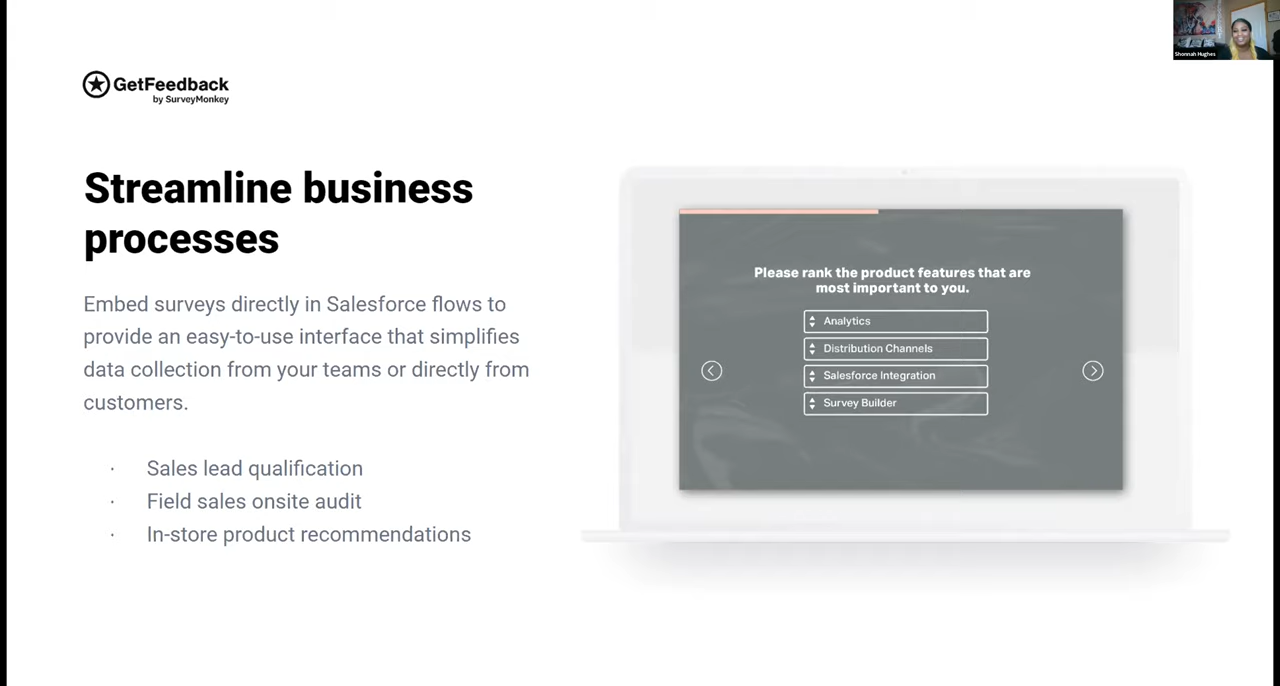 Shonnah Hughes
GetFeedback
by SurveyMonkey
Streamline business
processes
Embed surveys directly in Salesforce flows to
provide an easy-to-use interface that simplifies
data collection from your teams or directly from
customers.
· Sales lead qualification
· Field sales onsite audit
· In-store product recommendations
Please rank the product features that are
most important to you.
Analytics
Distribution Channels
Salesforce Integration
Survey Builder